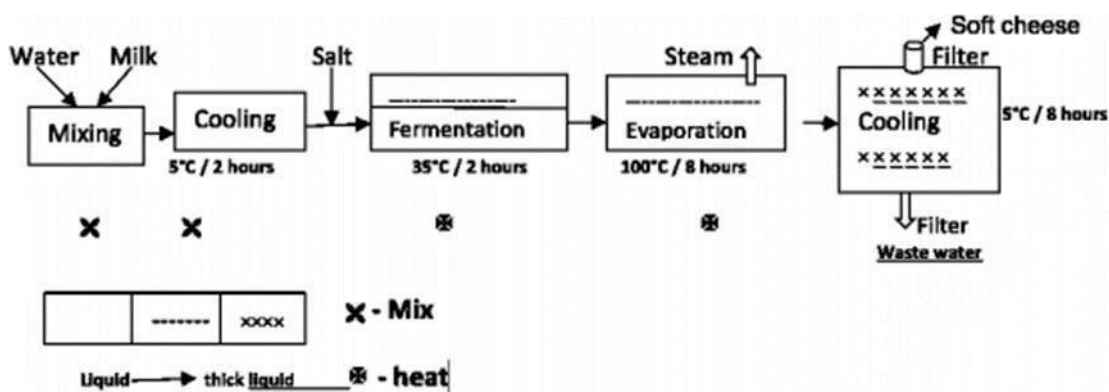 Soft cheese
Water Milk Salt Steam Filter
Mixing Cooling Fermentation Evaporation Cooling
5°C / 2 hours 35°C / 2 hours 100°C / 8 hours 5°C / 8 hours
Filter
Waste water
xxxx
- Mix
Liquid thick liquid
- heat